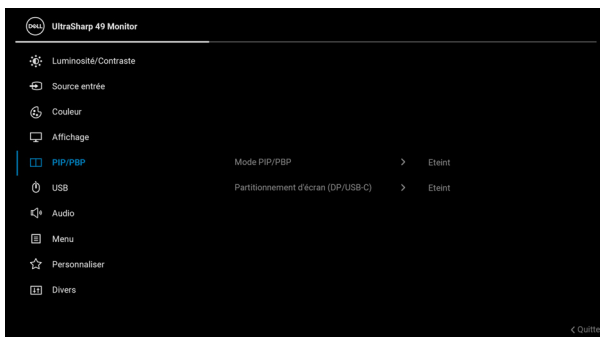 DELL UltraSharp 49 Monitor
Luminosité/Contraste
Source entrée
Couleur
Affichage
PIP/PBP Mode PIP/PBP > Eteint
USB Partitionnement d'écran (DP/USB-C) > Eteint
Audio
Menu
Personnaliser
Divers
< Quitte